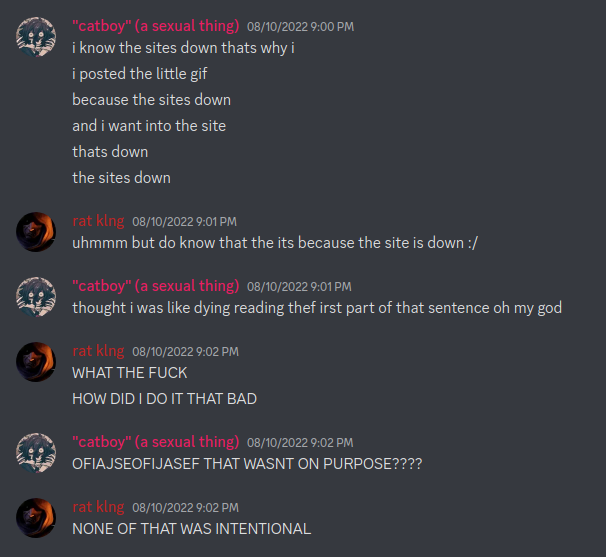 "catboy" (a sexual thing) 08/10/2022 9:00 PM
i know the sites down thats why i
i posted the little gif
because the sites down
and i want into the site
thats down
the sites down
rat klng 08/10/2022 9:01 PM
uhmmm but do know that the its because the site is down :/
"catboy" (a sexual thing) 08/10/2022 9:01 PM
thought i was like dying reading thef irst part of that sentence oh my god
rat klng 08/10/2022 9:02 PM
WHAT THE FUCK
HOW DID I DO IT THAT BAD
"catboy" (a sexual thing) 08/10/2022 9:02 PM
OFIAJSEOFIJASEF THAT WASNT ON PURPOSE????
rat klng 08/10/2022 9:02 PM
NONE OF THAT WAS INTENTIONAL